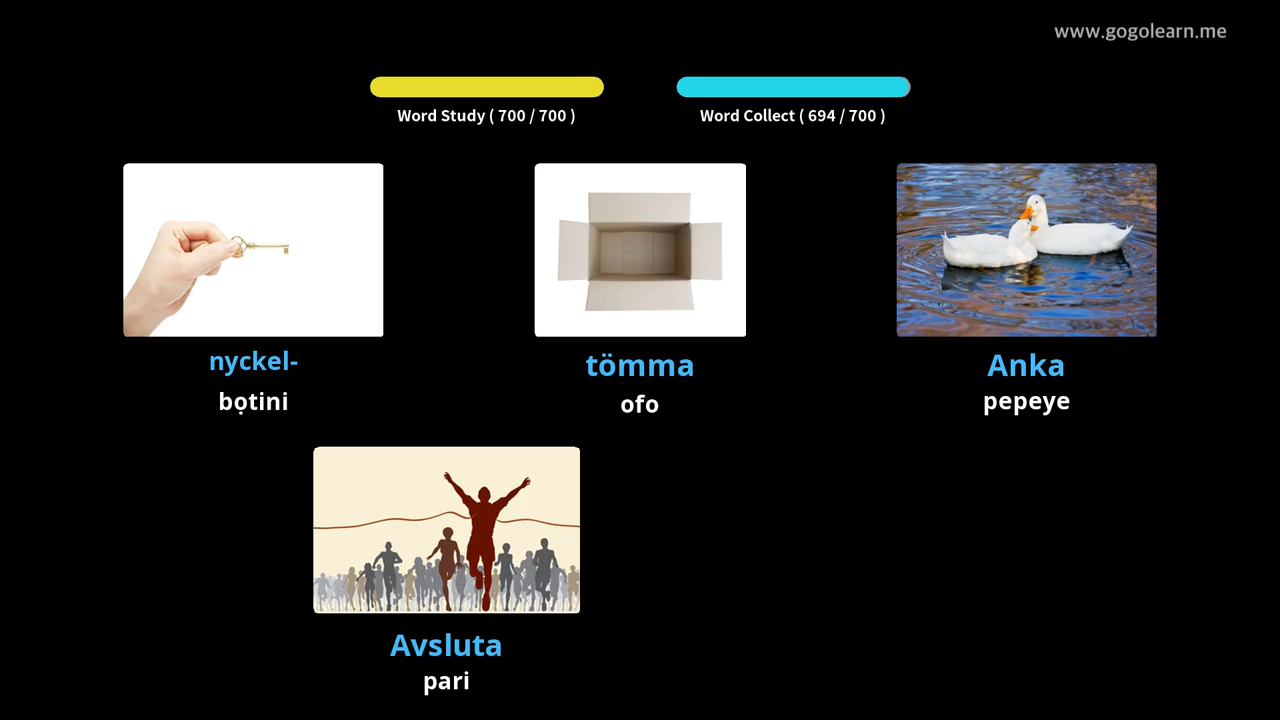 www.gogolearn.me
Word Study ( 700 / 700 )
Word Collect ( 694 / 700 )
nyckel-
bọtini
tömma
ofo
Anka
pepeye
Avsluta
pari